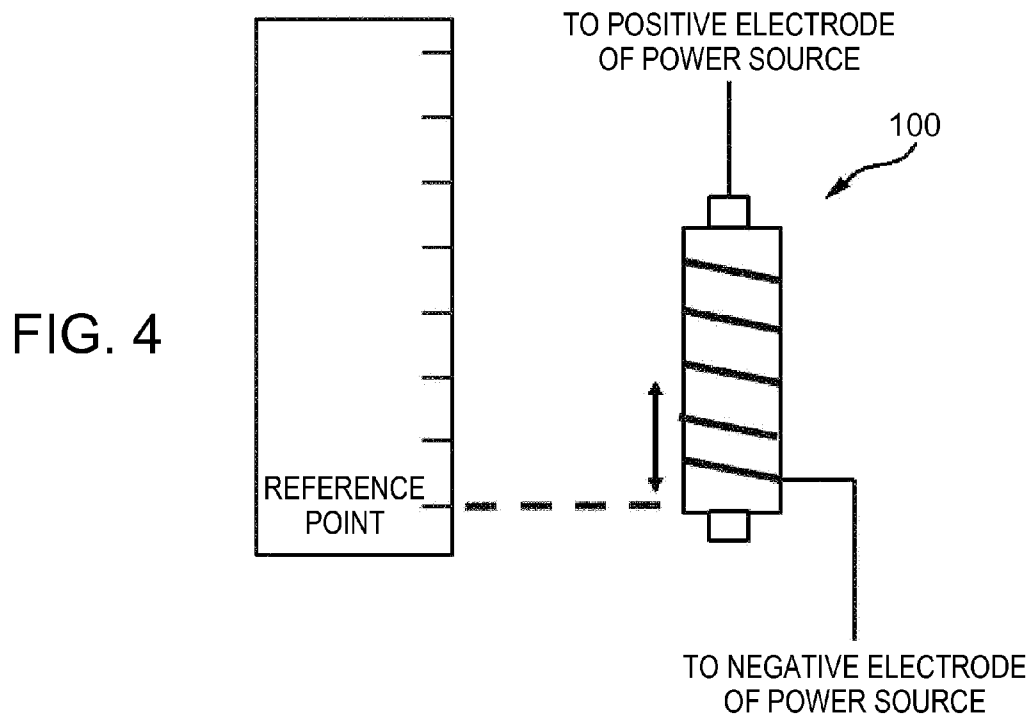 TO POSITIVE ELECTRODE
OF POWER SOURCE
100
FIG. 4
REFERENCE
POINT
TO NEGATIVE ELECTRODE
OF POWER SOURCE